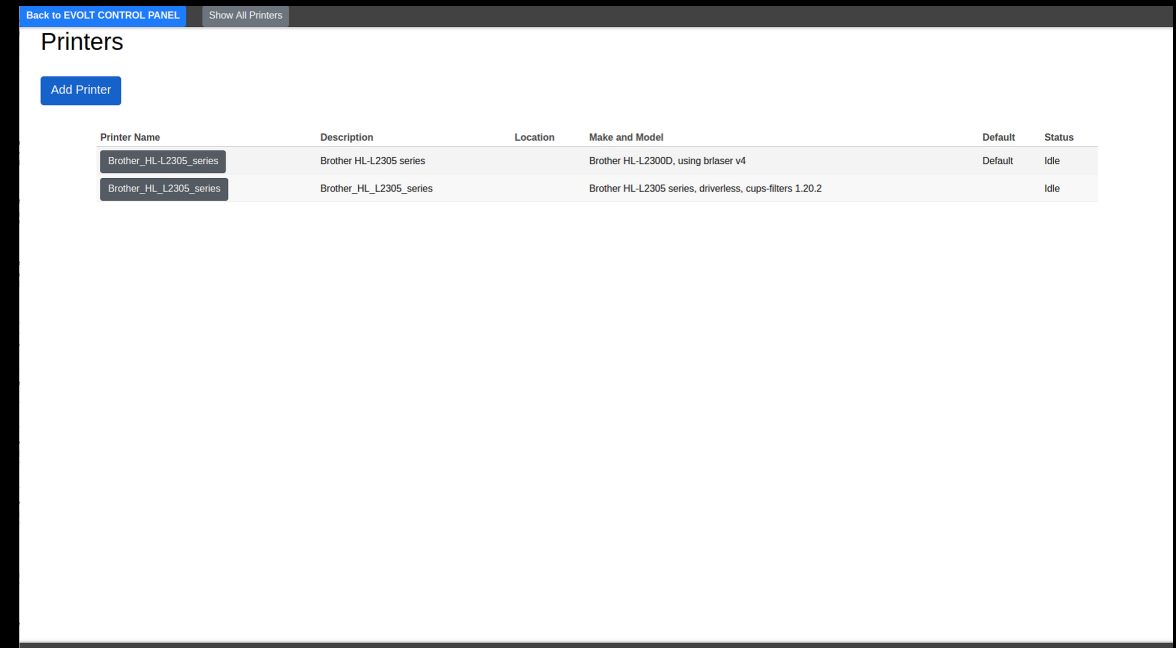 Back to EVOLT CONTROL PANEL Show All Printers
Printers
Add Printer
Printer Name Description Location Make and Model Default Status
Brother_HL-L2305_series Brother HL-L2305 series Brother HL-L2300D, using brlaser v4 Default Idle
Brother_HL_L2305_series Brother_HL_L2305_series Brother HL-L2305 series, driverless, cups-filters 1.20.2 Idle